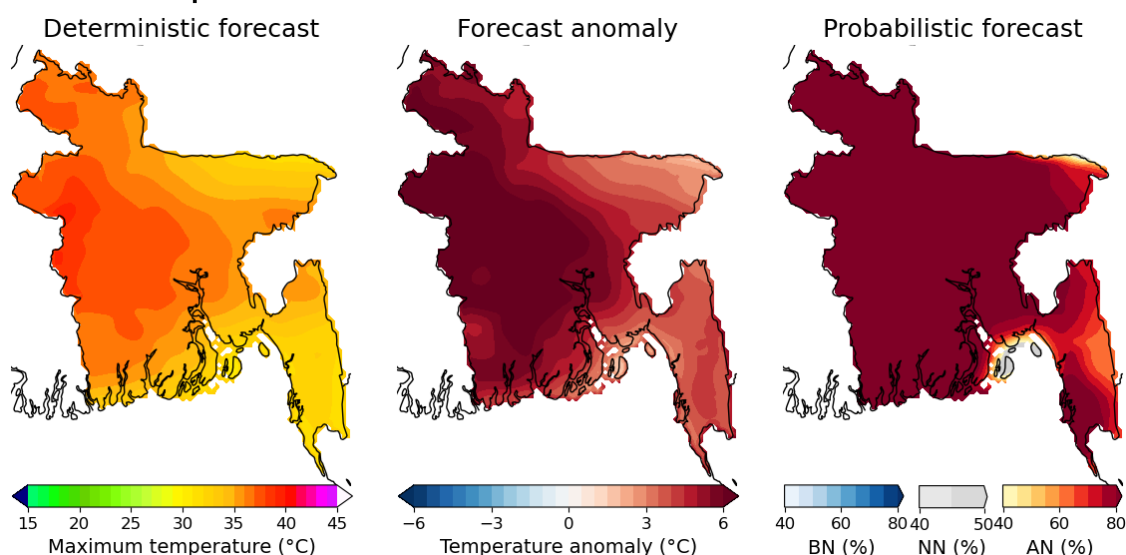 Deterministic forecast
Forecast anomaly
Probabilistic forecast
15 20 25 30 35 40 45
Maximum temperature (°C)
−6 −3 0 3 6
Temperature anomaly (°C)
40 60 80
BN (%)
40 50
NN (%)
40 60 80
AN (%)